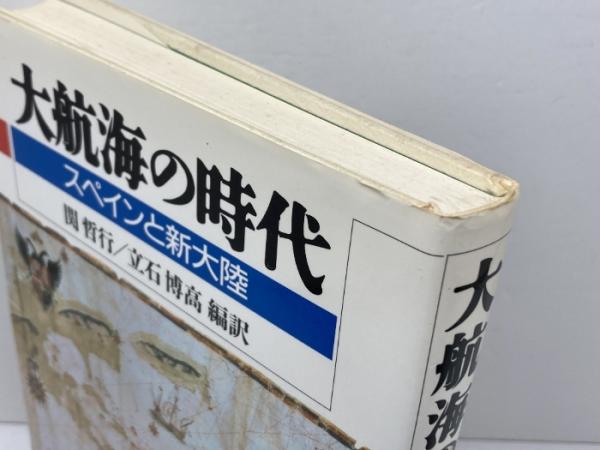 大航海の時代
スペインと新大陸
関 哲行/立石博高 編訳
大航海